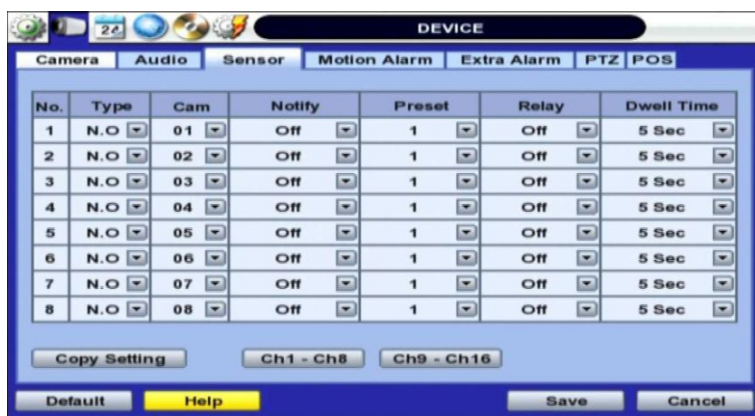 24 DEVICE
Camera Audio Sensor Motion Alarm Extra Alarm PTZ POS
No. Type Cam Notify Preset Relay Dwell Time
1 N.O 01 Off 1 Off 5 Sec
2 N.O 02 Off 1 Off 5 Sec
3 N.O 03 Off 1 Off 5 Sec
4 N.O 04 Off 1 Off 5 Sec
5 N.O 05 Off 1 Off 5 Sec
6 N.O 06 Off 1 Off 5 Sec
7 N.O 07 Off 1 Off 5 Sec
8 N.O 08 Off 1 Off 5 Sec
Copy Setting Ch1 - Ch8 Ch9 - Ch16
Default Help Save Cancel